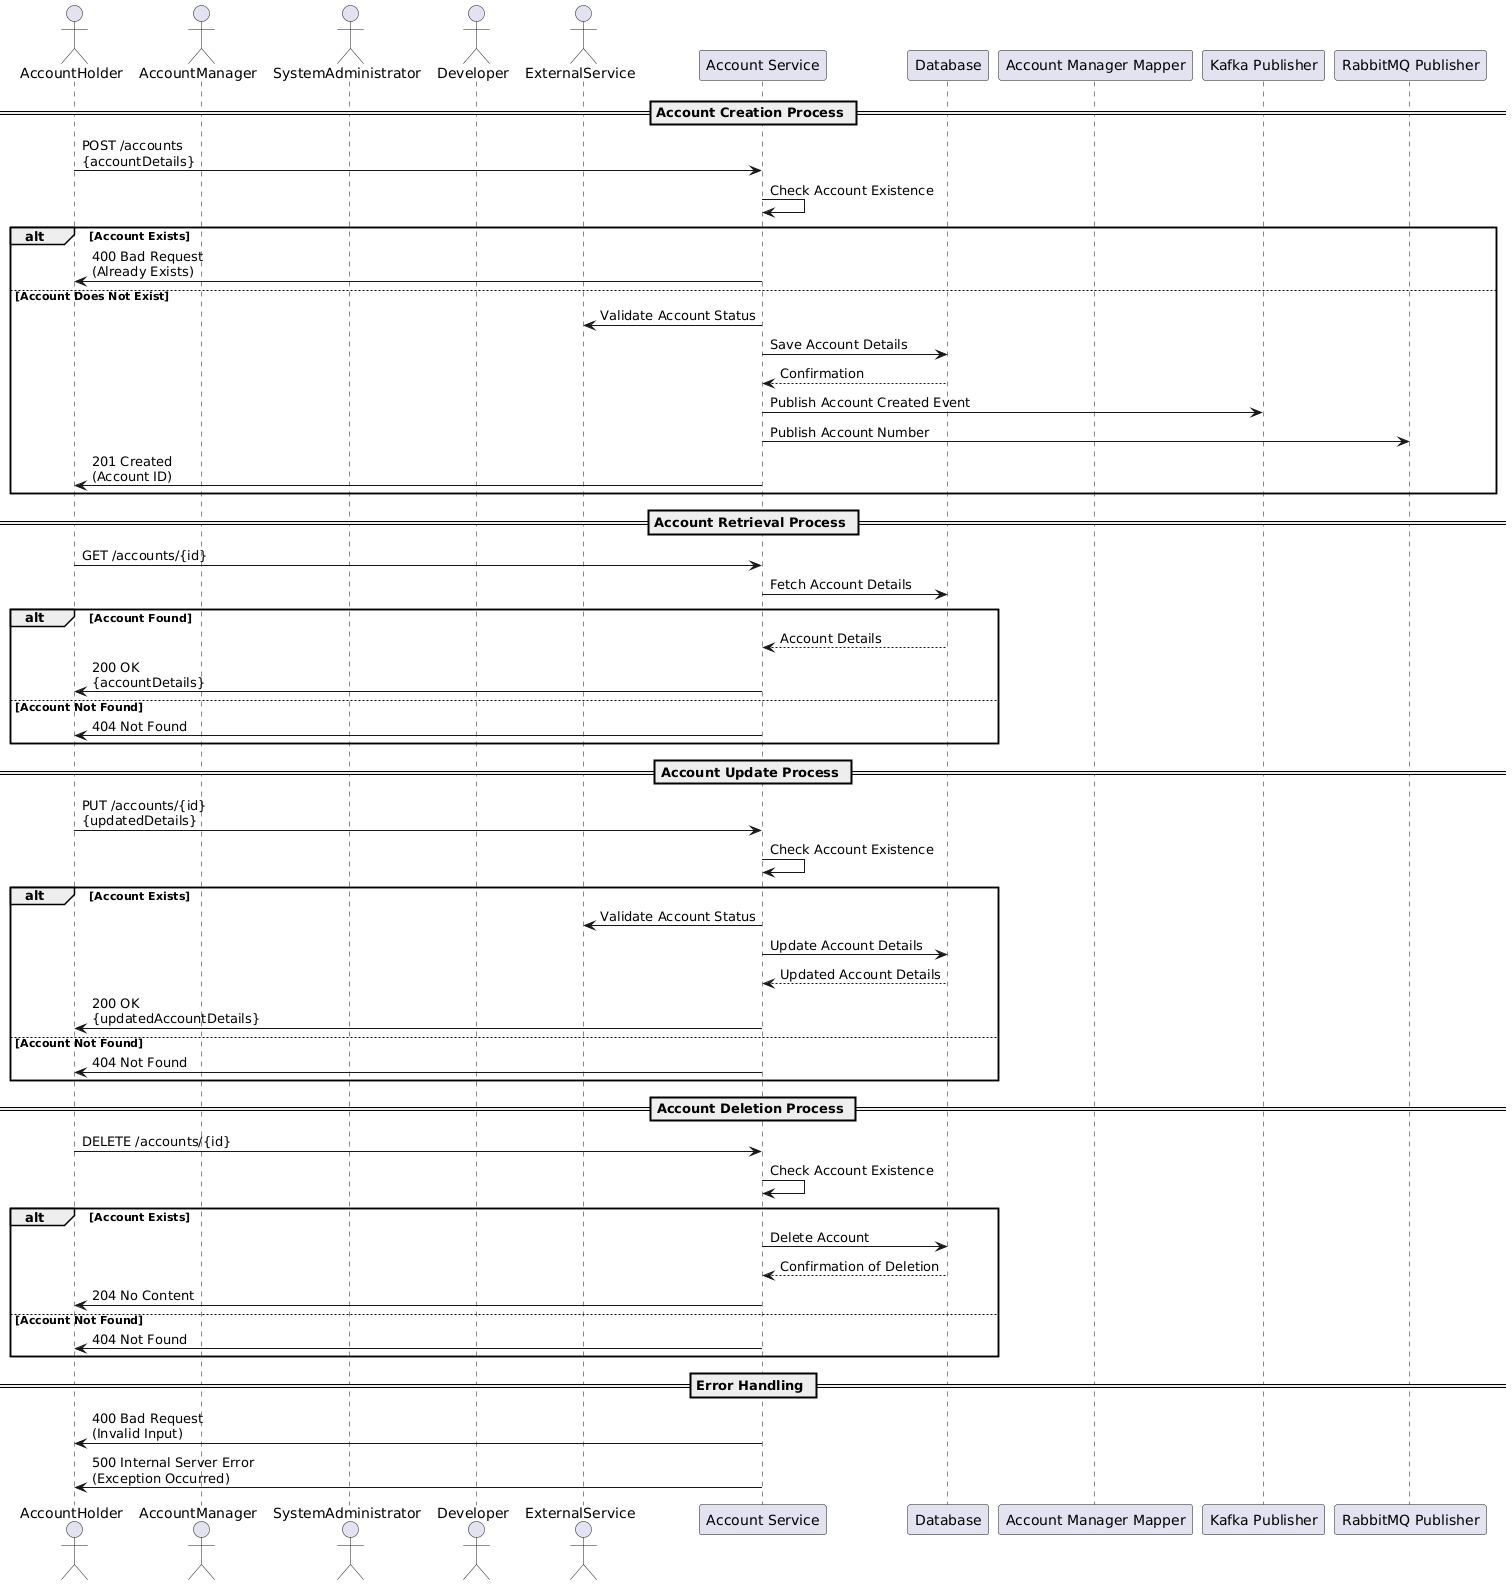 AccountHolder
AccountManager
SystemAdministrator
Developer
ExternalService
Account Service
Database
Account Manager Mapper
Kafka Publisher
RabbitMQ Publisher
Account Creation Process
POST /accounts
{accountDetails}
Check Account Existence
alt
[Account Exists]
400 Bad Request
(Already Exists)
[Account Does Not Exist]
Validate Account Status
Save Account Details
Confirmation
Publish Account Created Event
Publish Account Number
201 Created
(Account ID)
Account Retrieval Process
GET /accounts/{id}
Fetch Account Details
alt
[Account Found]
Account Details
200 OK
{accountDetails}
[Account Not Found]
404 Not Found
Account Update Process
PUT /accounts/{id}
{updatedDetails}
Check Account Existence
alt
[Account Exists]
Validate Account Status
Update Account Details
Updated Account Details
200 OK
{updatedAccountDetails}
[Account Not Found]
404 Not Found
Account Deletion Process
DELETE /accounts/{id}
Check Account Existence
alt
[Account Exists]
Delete Account
Confirmation of Deletion
204 No Content
[Account Not Found]
404 Not Found
Error Handling
400 Bad Request
(Invalid Input)
500 Internal Server Error
(Exception Occurred)
AccountHolder
AccountManager
SystemAdministrator
Developer
ExternalService
Account Service
Database
Account Manager Mapper
Kafka Publisher
RabbitMQ Publisher